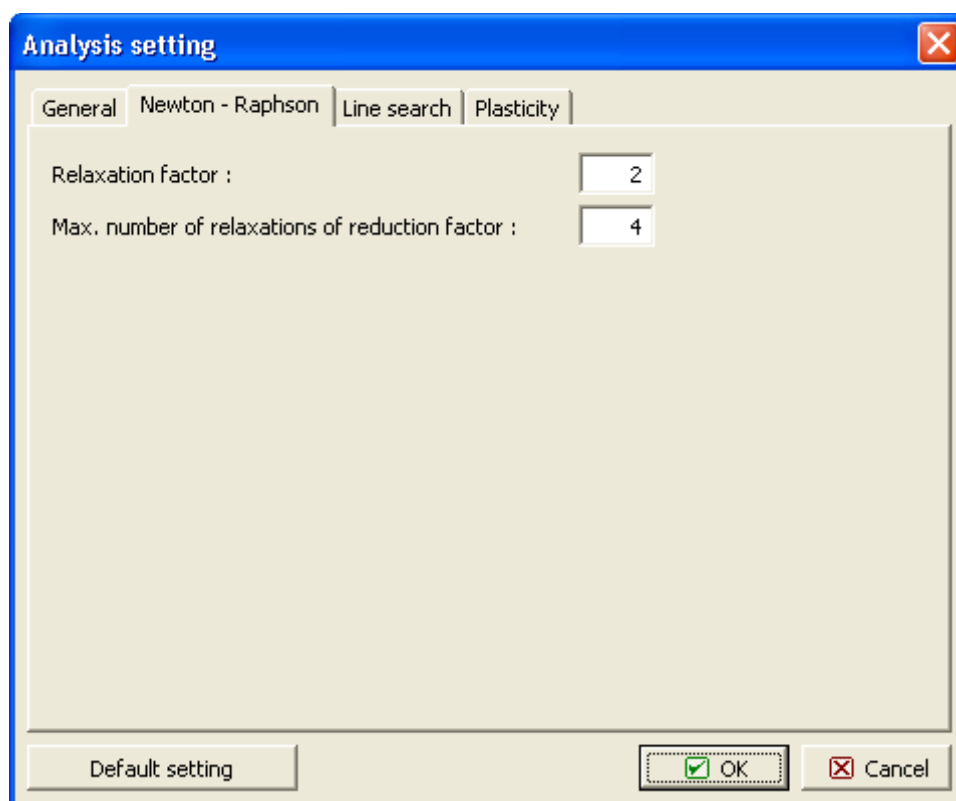 Analysis setting
General Newton - Raphson Line search Plasticity
Relaxation factor : 2
Max. number of relaxations of reduction factor : 4
Default setting OK Cancel